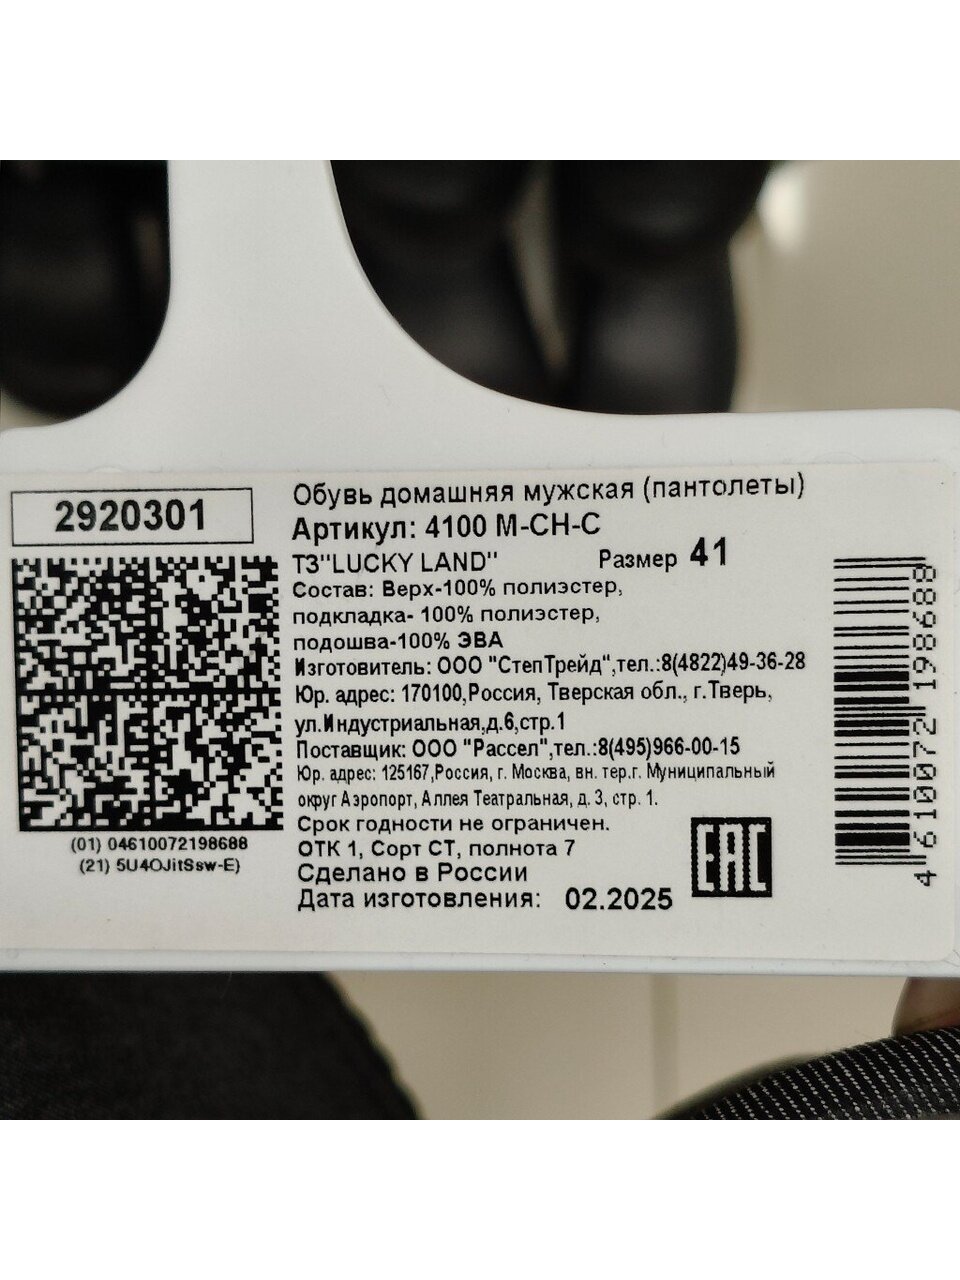 2920301
Обувь домашняя мужская (пантолеты)
Артикул: 4100 М-СН-С
ТЗ"LUCKY LAND" Размер 41
Состав: Верх-100% полиэстер,
подкладка- 100% полиэстер,
подошва-100% ЭВА
Изготовитель: ООО "СтепТрейд",тел.:8(4822)49-36-28
Юр. адрес: 170100,Россия, Тверская обл., г.Тверь,
ул.Индустриальная,д.6,стр.1
Поставщик: ООО "Рассел",тел.:8(495)966-00-15
Юр. адрес: 125167,Россия, г. Москва, вн. тер.г. Муниципальный
округ Аэропорт, Аллея Театральная, д. 3, стр. 1.
Срок годности не ограничен.
ОТК 1, Сорт СТ, полнота 7
Сделано в России
Дата изготовления: 02.2025
(01) 04610072198688
(21) 5U4OJitSsw-E)
EAC
4 610072 198688